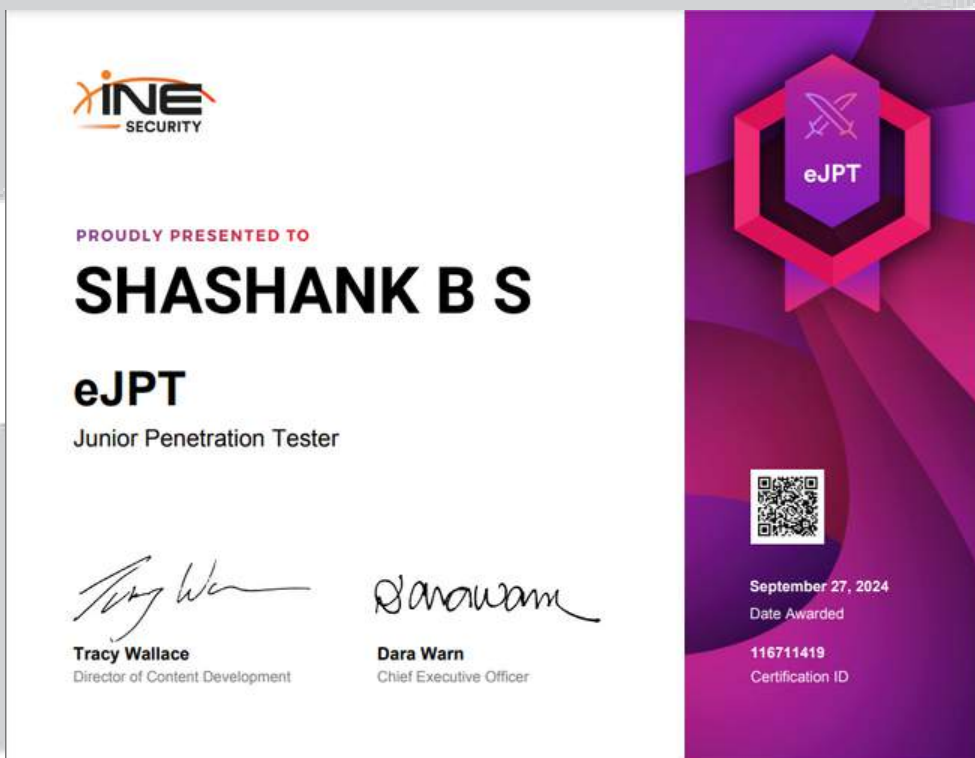 INE
SECURITY
PROUDLY PRESENTED TO
SHASHANK B S
eJPT
Junior Penetration Tester
Tracy Wallace
Director of Content Development
Dara Warn
Chief Executive Officer
eJPT
September 27, 2024
Date Awarded
116711419
Certification ID